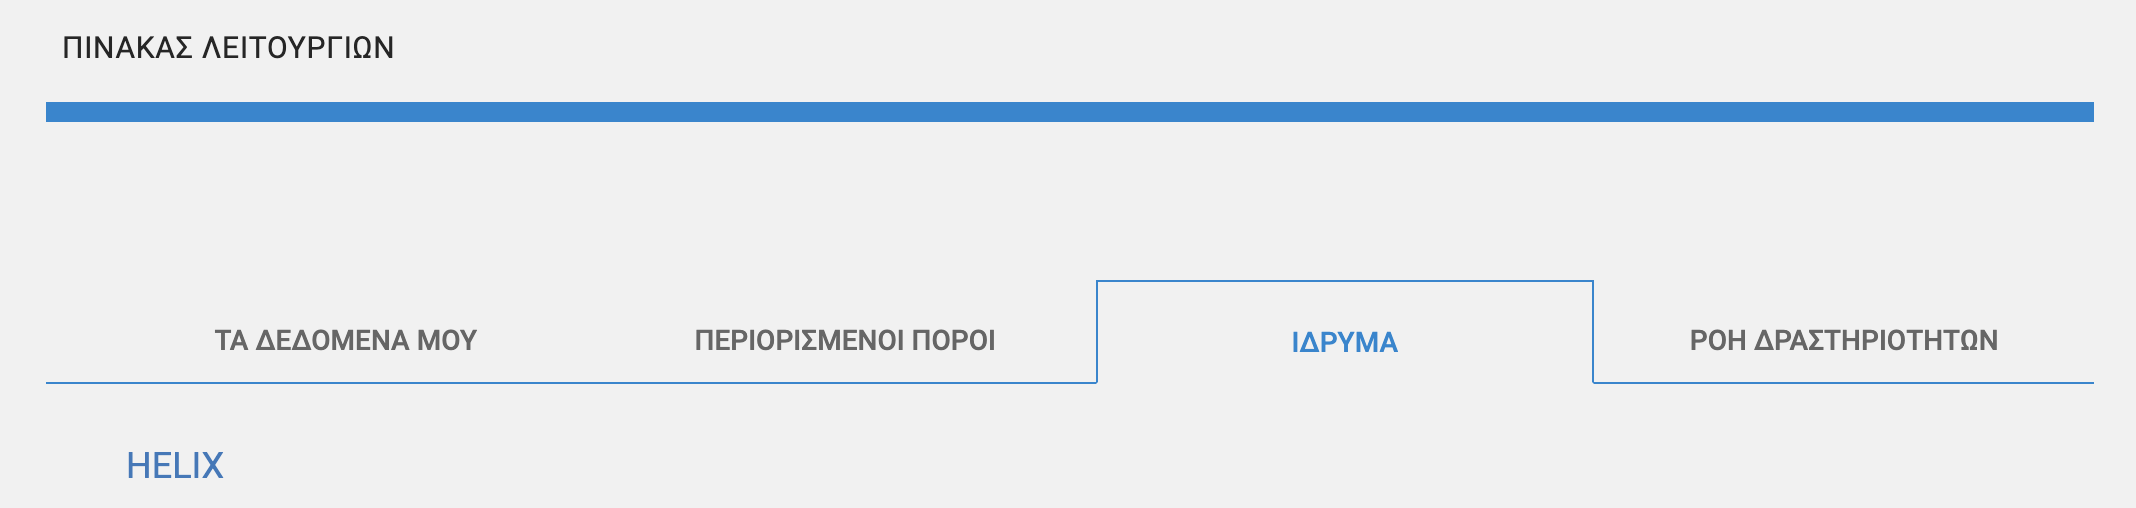 ΠΙΝΑΚΑΣ ΛΕΙΤΟΥΡΓΙΩΝ
ΤΑ ΔΕΔΟΜΕΝΑ ΜΟΥ ΠΕΡΙΟΡΙΣΜΕΝΟΙ ΠΟΡΟΙ ΙΔΡΥΜΑ ΡΟΗ ΔΡΑΣΤΗΡΙΟΤΗΤΩΝ
HELIX